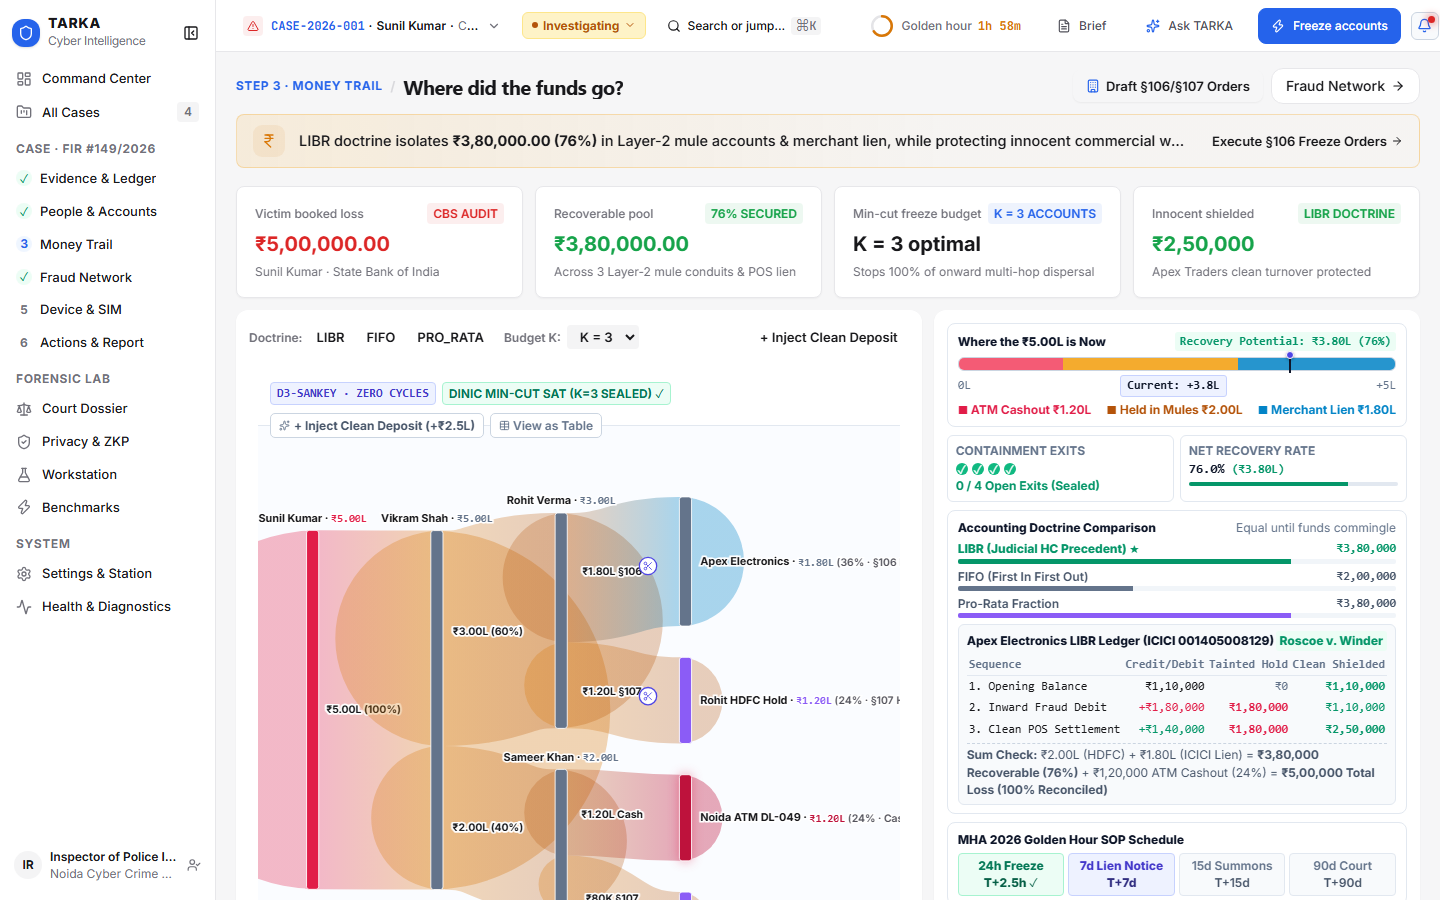 TARKA
Cyber Intelligence
CASE-2026-001 · Sunil Kumar · C...
Investigating
Search or jump... ⌘K
Golden hour 1h 58m
Brief
Ask TARKA
Freeze accounts
Command Center
All Cases 4
CASE · FIR #149/2026
✓ Evidence & Ledger
✓ People & Accounts
3 Money Trail
✓ Fraud Network
5 Device & SIM
6 Actions & Report
FORENSIC LAB
Court Dossier
Privacy & ZKP
Workstation
Benchmarks
SYSTEM
Settings & Station
Health & Diagnostics
IR Inspector of Police I...
Noida Cyber Crime ...
STEP 3 · MONEY TRAIL / Where did the funds go?
Draft §106/§107 Orders
Fraud Network →
₹ LIBR doctrine isolates ₹3,80,000.00 (76%) in Layer-2 mule accounts & merchant lien, while protecting innocent commercial w...
Execute §106 Freeze Orders →
Victim booked loss CBS AUDIT
₹5,00,000.00
Sunil Kumar · State Bank of India
Recoverable pool 76% SECURED
₹3,80,000.00
Across 3 Layer-2 mule conduits & POS lien
Min-cut freeze budget K = 3 ACCOUNTS
K = 3 optimal
Stops 100% of onward multi-hop dispersal
Innocent shielded LIBR DOCTRINE
₹2,50,000
Apex Traders clean turnover protected
Doctrine: LIBR FIFO PRO_RATA Budget K: K = 3
+ Inject Clean Deposit
D3-SANKEY · ZERO CYCLES
DINIC MIN-CUT SAT (K=3 SEALED) ✓
+ Inject Clean Deposit (+₹2.5L)
View as Table
Rohit Verma · ₹3.00L
Sunil Kumar · ₹5.00L
Vikram Shah · ₹5.00L
Apex Electronics · ₹1.80L (36% · §106
₹1.80L §106
₹3.00L (60%)
₹1.20L §107
Rohit HDFC Hold · ₹1.20L (24% · §107 H
₹5.00L (100%)
Sameer Khan · ₹2.00L
₹1.20L Cash
Noida ATM DL-049 · ₹1.20L (24% · Cas
₹2.00L (40%)
₹80K §107
Where the ₹5.00L is Now
Recovery Potential: ₹3.80L (76%)
0L
Current: +3.8L
+5L
ATM Cashout ₹1.20L
Held in Mules ₹2.00L
Merchant Lien ₹1.80L
CONTAINMENT EXITS
✓ ✓ ✓ ✓
0 / 4 Open Exits (Sealed)
NET RECOVERY RATE
76.0% (₹3.80L)
Accounting Doctrine Comparison
Equal until funds commingle
LIBR (Judicial HC Precedent) ★ ₹3,80,000
FIFO (First In First Out) ₹2,00,000
Pro-Rata Fraction ₹3,80,000
Apex Electronics LIBR Ledger (ICICI 001405008129) Roscoe v. Winder
Sequence Credit/Debit Tainted Hold Clean Shielded
1. Opening Balance ₹1,10,000 ₹0 ₹1,10,000
2. Inward Fraud Debit +₹1,80,000 ₹1,80,000 ₹1,10,000
3. Clean POS Settlement +₹1,40,000 ₹1,80,000 ₹2,50,000
Sum Check: ₹2.00L (HDFC) + ₹1.80L (ICICI Lien) = ₹3,80,000
Recoverable (76%) + ₹1,20,000 ATM Cashout (24%) = ₹5,00,000 Total
Loss (100% Reconciled)
MHA 2026 Golden Hour SOP Schedule
24h Freeze
T+2.5h ✓
7d Lien Notice
T+7d
15d Summons
T+15d
90d Court
T+90d